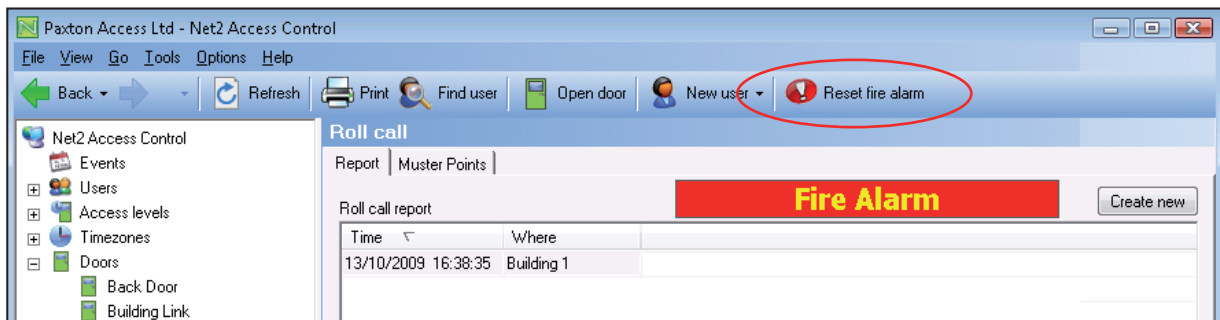 Paxton Access Ltd - Net2 Access Control
File View Go Tools Options Help
Back Refresh Print Find user Open door New user Reset fire alarm
Net2 Access Control
Events
Users
Access levels
Timezones
Doors
Back Door
Building Link
Roll call
Report Muster Points
Roll call report
Fire Alarm
Create new
Time Where
13/10/2009 16:38:35 Building 1